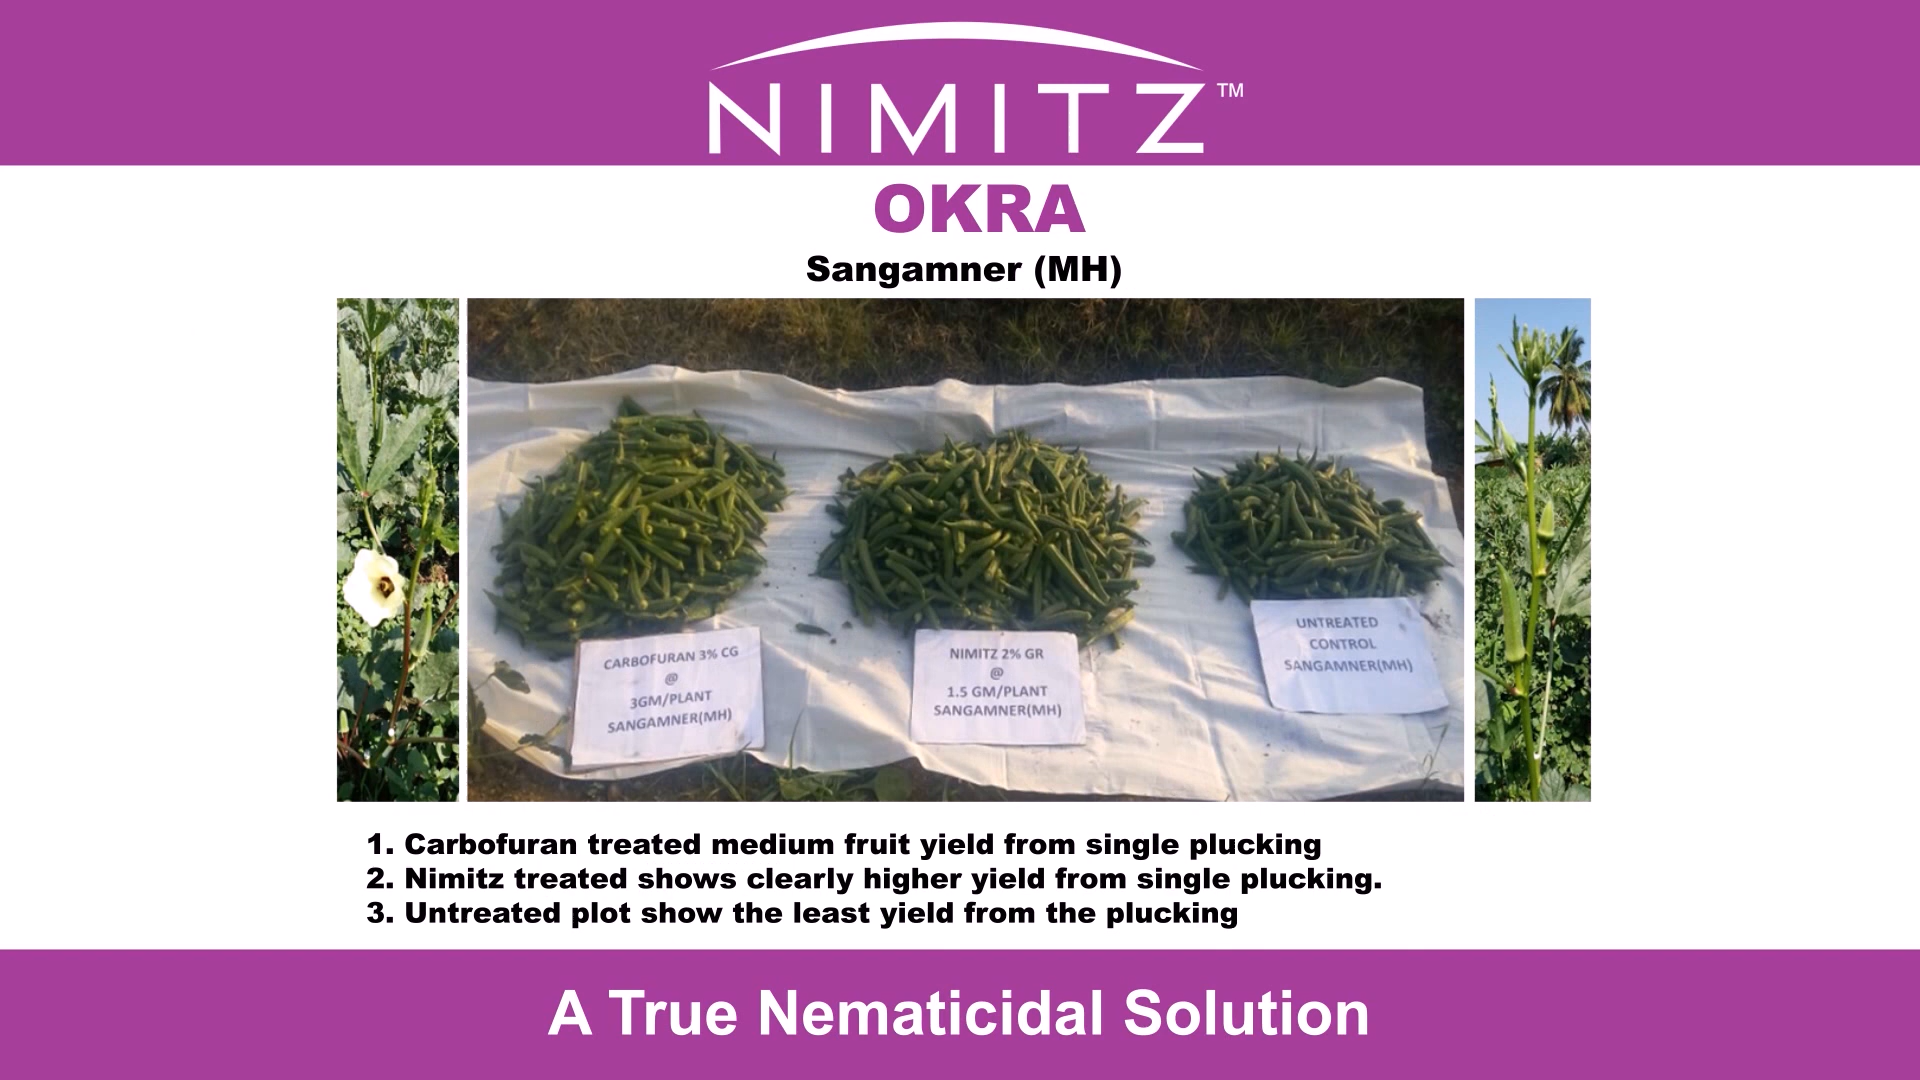 NIMITZ™
OKRA
Sangamner (MH)
CARBOFURAN 3% CG
@
3GM/PLANT
SANGAMNER(MH)
NIMITZ 2% GR
@
1.5 GM/PLANT
SANGAMNER(MH)
UNTREATED
CONTROL
SANGAMNER(MH)
1. Carbofuran treated medium fruit yield from single plucking
2. Nimitz treated shows clearly higher yield from single plucking.
3. Untreated plot show the least yield from the plucking
A True Nematicidal Solution